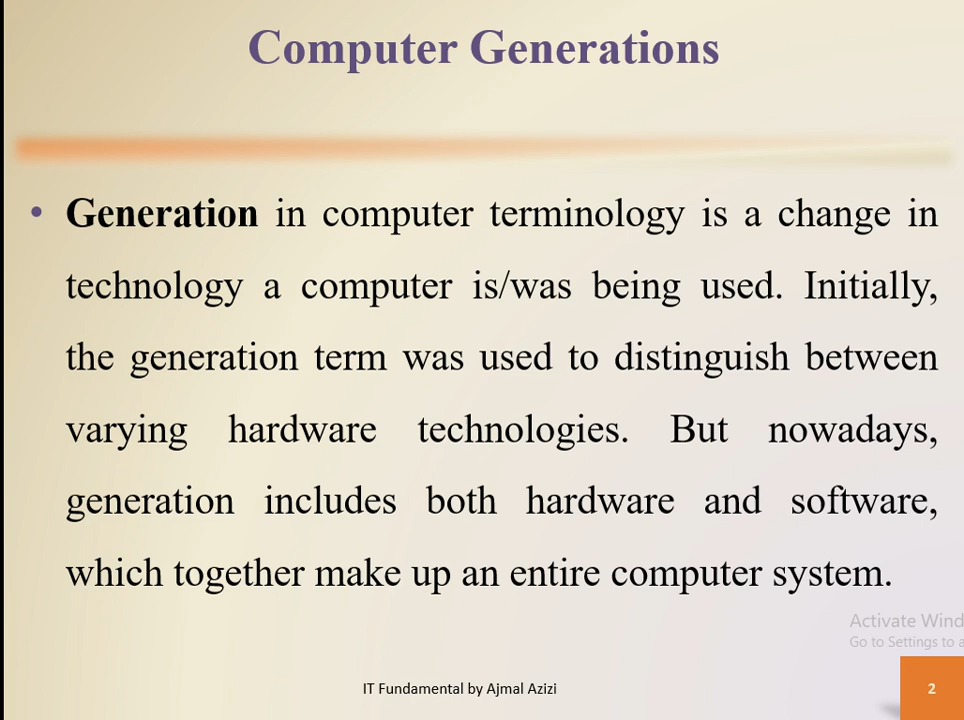 Computer Generations
• Generation in computer terminology is a change in
technology a computer is/was being used. Initially,
the generation term was used to distinguish between
varying hardware technologies. But nowadays,
generation includes both hardware and software,
which together make up an entire computer system.
Activate Wind
Go to Settings to a
IT Fundamental by Ajmal Azizi
2